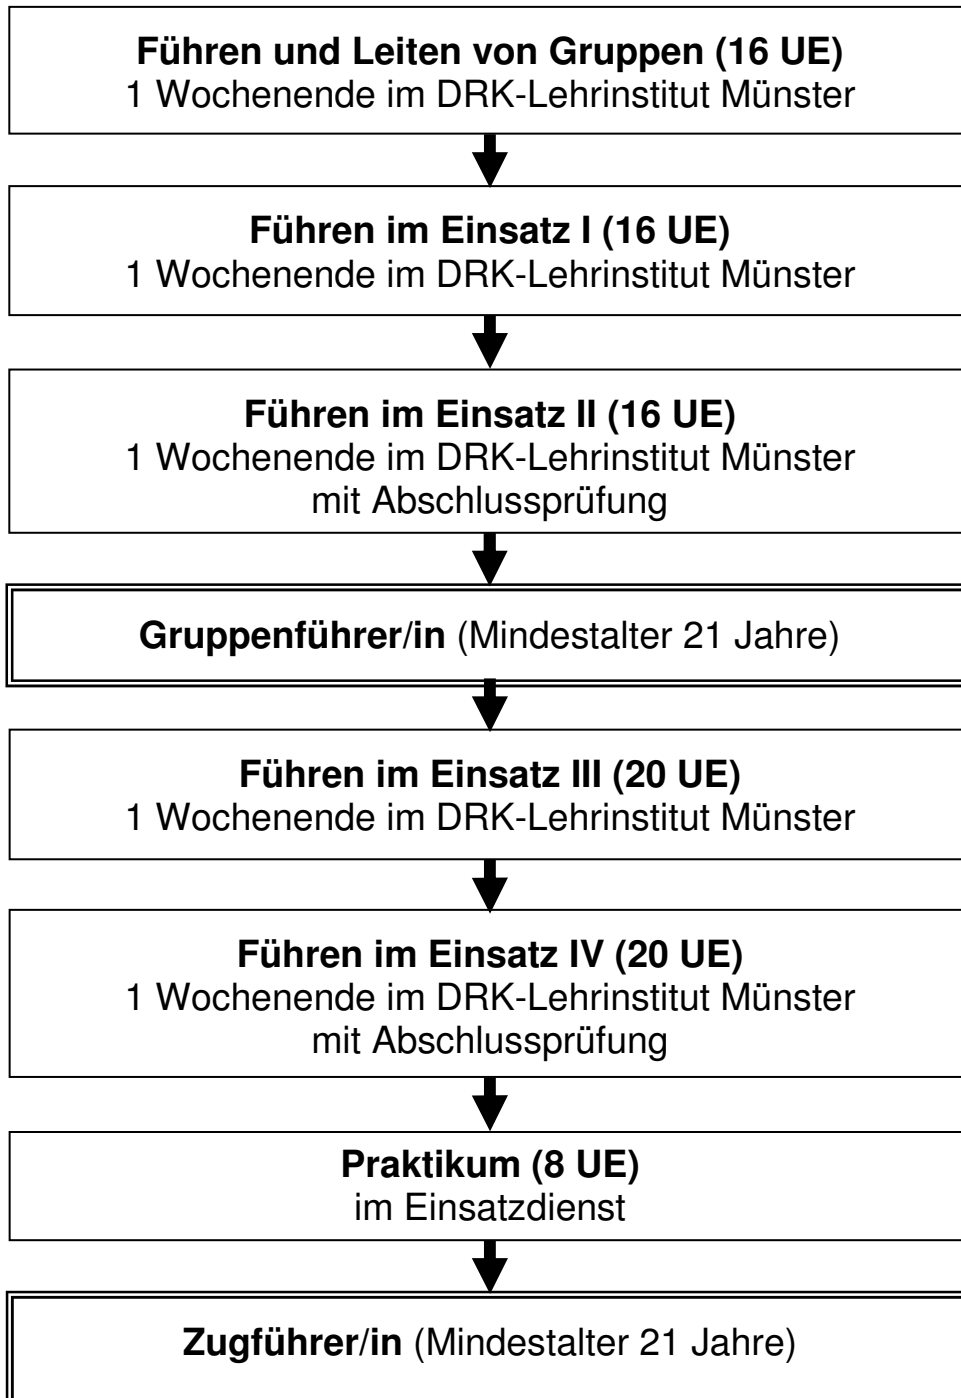 Führen und Leiten von Gruppen (16 UE)
1 Wochenende im DRK-Lehrinstitut Münster
Führen im Einsatz I (16 UE)
1 Wochenende im DRK-Lehrinstitut Münster
Führen im Einsatz II (16 UE)
1 Wochenende im DRK-Lehrinstitut Münster
mit Abschlussprüfung
Gruppenführer/in (Mindestalter 21 Jahre)
Führen im Einsatz III (20 UE)
1 Wochenende im DRK-Lehrinstitut Münster
Führen im Einsatz IV (20 UE)
1 Wochenende im DRK-Lehrinstitut Münster
mit Abschlussprüfung
Praktikum (8 UE)
im Einsatzdienst
Zugführer/in (Mindestalter 21 Jahre)